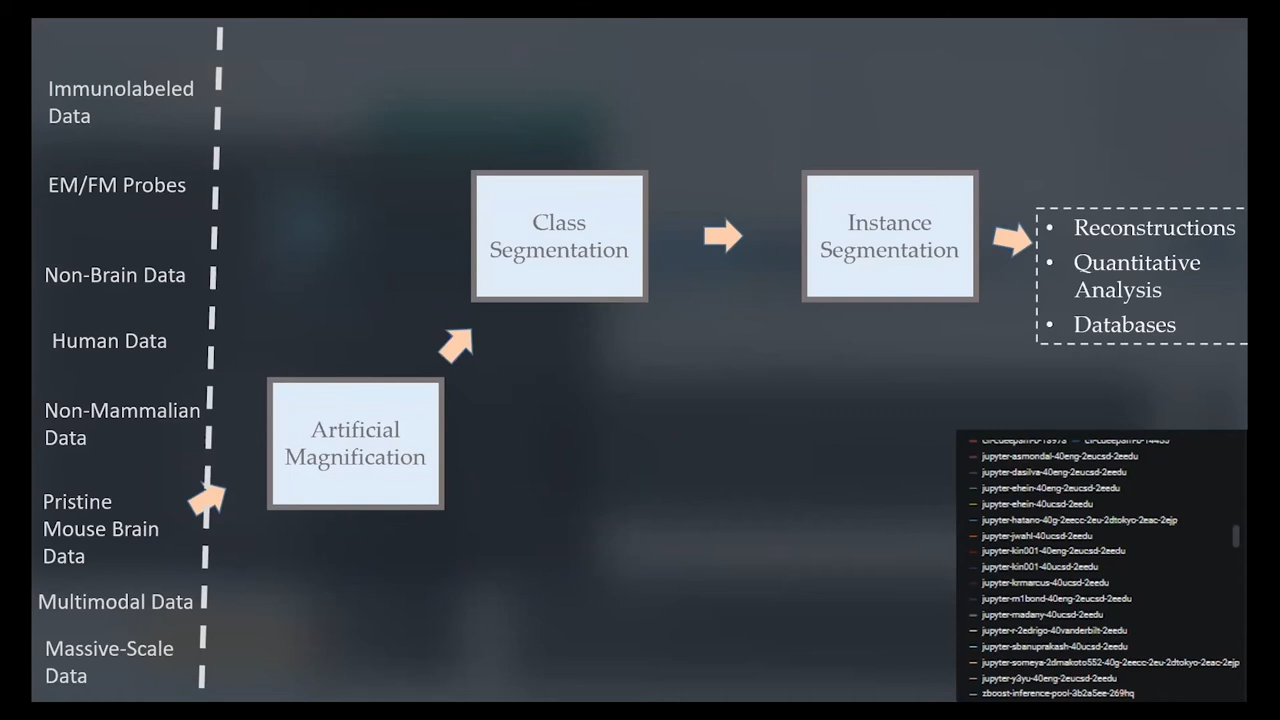 Immunolabeled
Data
EM/FM Probes
Non-Brain Data
Human Data
Non-Mammalian
Data
Pristine
Mouse Brain
Data
Multimodal Data
Massive-Scale
Data
Artificial
Magnification
Class
Segmentation
Instance
Segmentation
• Reconstructions
• Quantitative
Analysis
• Databases
jupyter-asmondal-40eng-2eucsd-2eedu
jupyter-dasilva-40eng-2eucsd-2eedu
jupyter-ehein-40eng-2eucsd-2eedu
jupyter-ehein-40ucsd-2eedu
jupyter-hatano-40g-2eecc-2eu-2dtokyo-2eac-2ejp
jupyter-jwahl-40ucsd-2eedu
jupyter-kin001-40eng-2eucsd-2eedu
jupyter-kin001-40ucsd-2eedu
jupyter-krmarcus-40ucsd-2eedu
jupyter-m1bond-40eng-2eucsd-2eedu
jupyter-madany-40ucsd-2eedu
jupyter-r-2edrigo-40vanderbilt-2eedu
jupyter-sbanuprakash-40ucsd-2eedu
jupyter-someya-2dmakoto552-40g-2eecc-2eu-2dtokyo-2eac-2ejp
jupyter-y3yu-40eng-2eucsd-2eedu
zboost-inference-pool-3b2a5ee-269hq